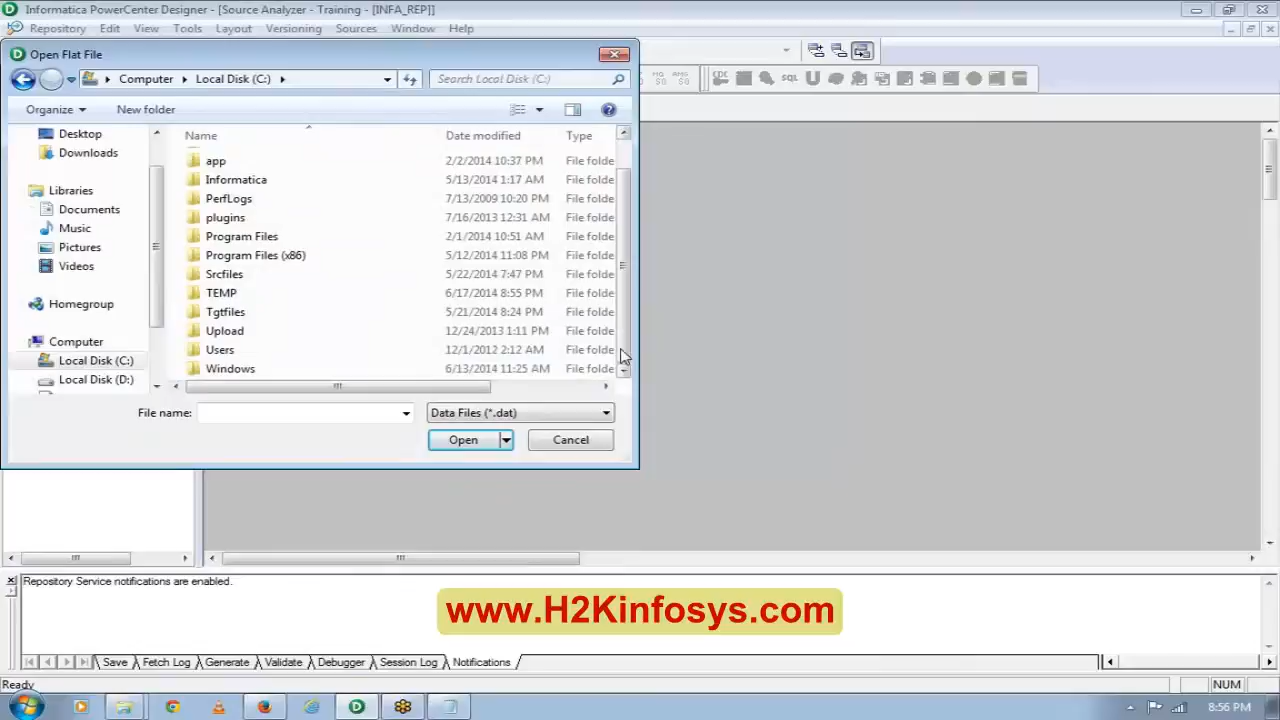 Informatica PowerCenter Designer - [Source Analyzer - Training - [INFA_REP]]
Repository Edit View Tools Layout Versioning Sources Window Help
Open Flat File
Computer Local Disk (C:) Search Local Disk (C:)
SQL
Organize New folder
Desktop
Downloads
Libraries
Documents
Music
Pictures
Videos
Homegroup
Computer
Local Disk (C:)
Local Disk (D:)
Name Date modified Type
app 2/2/2014 10:37 PM File folde
Informatica 5/13/2014 1:17 AM File folde
PerfLogs 7/13/2009 10:20 PM File folde
plugins 7/16/2013 12:31 AM File folde
Program Files 2/1/2014 10:51 AM File folde
Program Files (x86) 5/12/2014 11:08 PM File folde
Srcfiles 5/22/2014 7:47 PM File folde
TEMP 6/17/2014 8:55 PM File folde
Tgtfiles 5/21/2014 8:24 PM File folde
Upload 12/24/2013 1:11 PM File folde
Users 12/1/2012 2:12 AM File folde
Windows 6/13/2014 11:25 AM File folde
File name: Data Files (*.dat)
Open Cancel
Repository Service notifications are enabled.
www.H2Kinfosys.com
Save Fetch Log Generate Validate Debugger Session Log Notifications
Ready NUM
8:56 PM